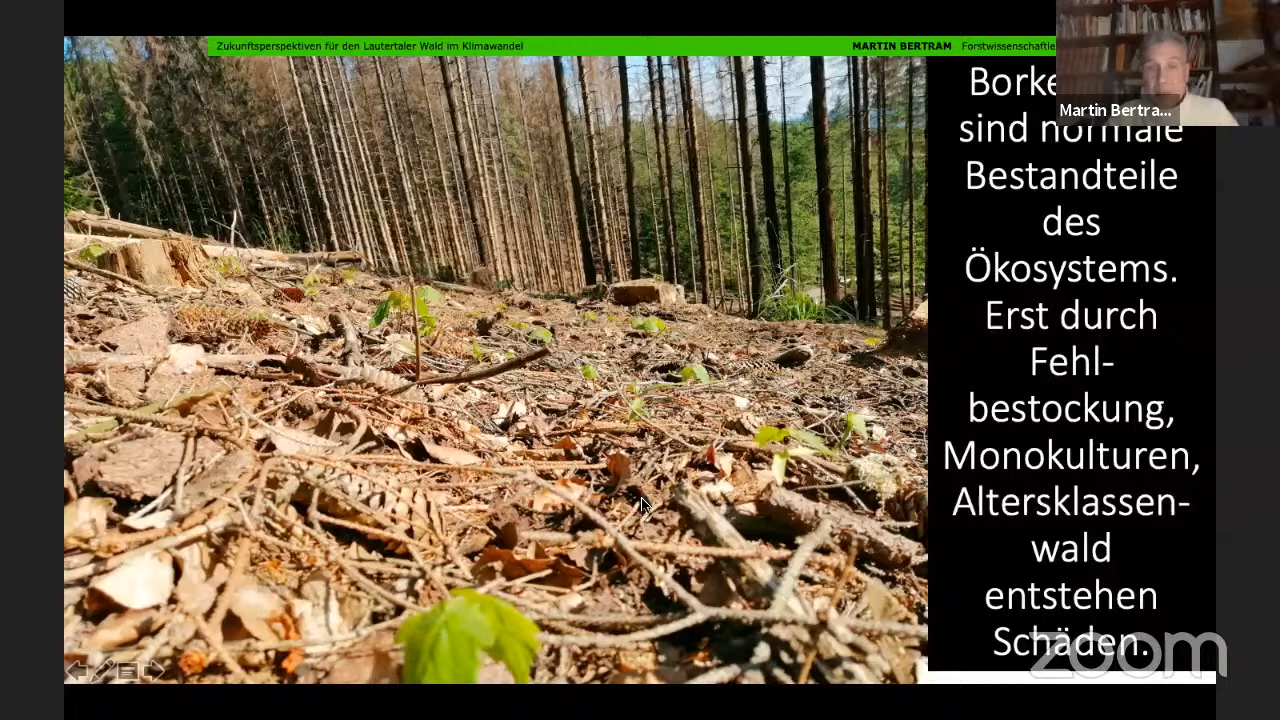 Zukunftsperspektiven für den Lautertaler Wald im Klimawandel
MARTIN BERTRAM Forstwissenschaftle
Martin Bertra...
Borke
sind normale
Bestandteile
des
Ökosystems.
Erst durch
Fehl-
bestockung,
Monokulturen,
Altersklassen-
wald
entstehen
Schäden.
zoom